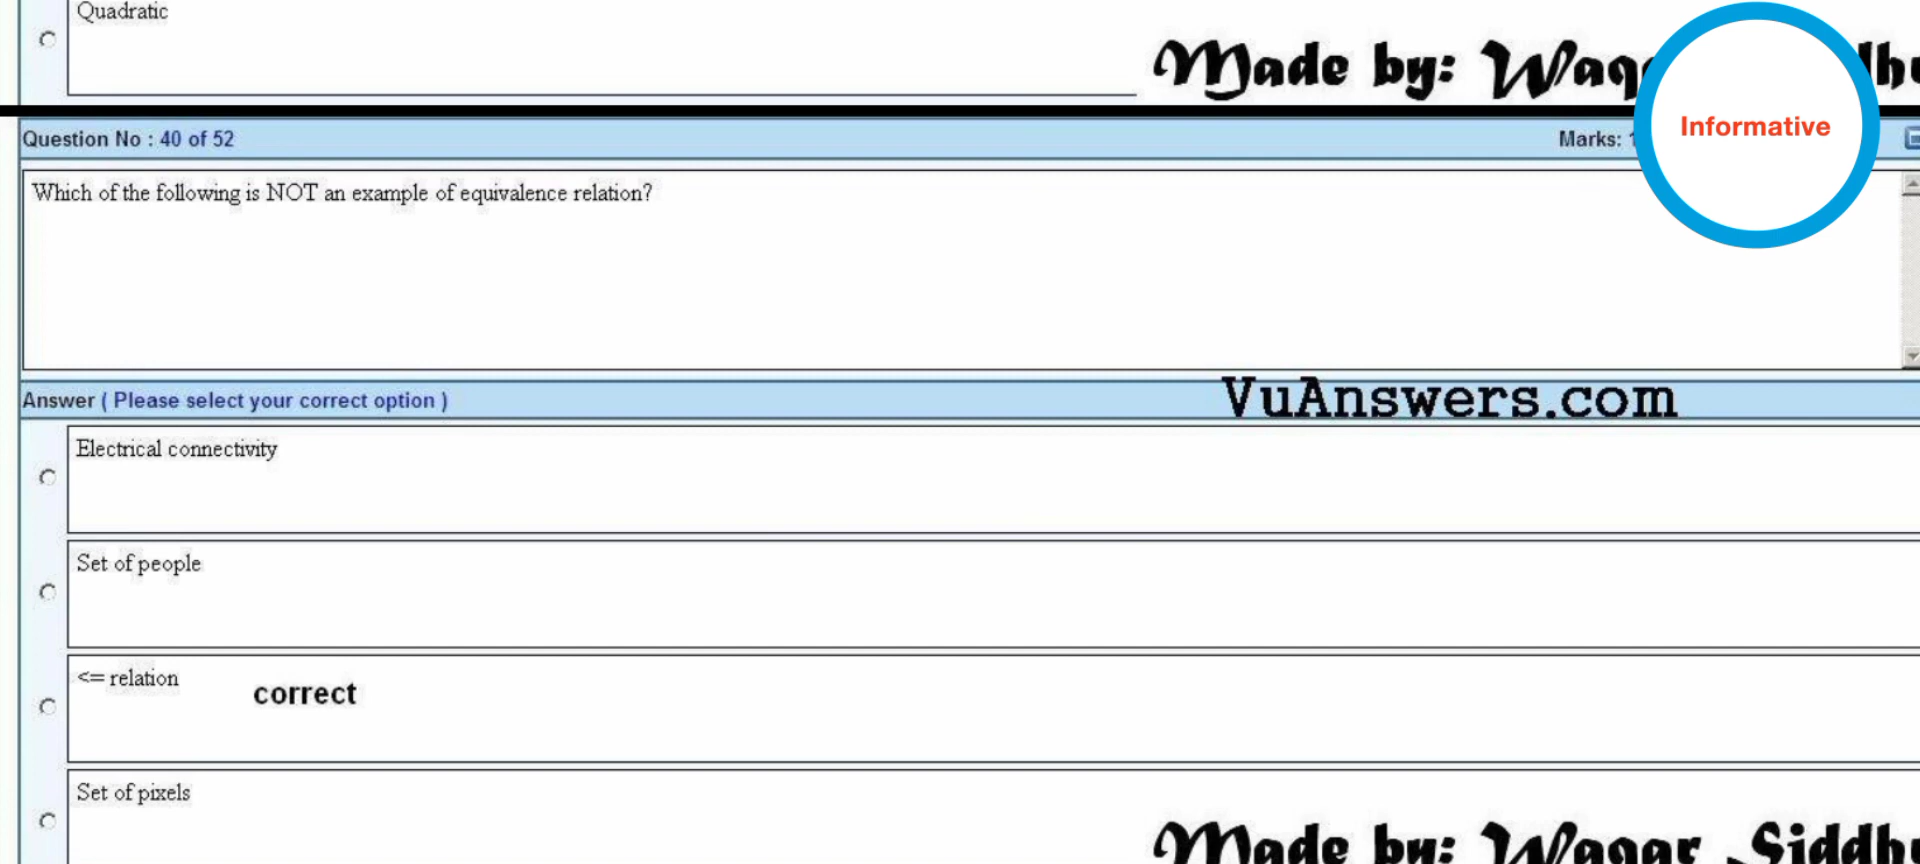 Quadratic
Made by:
Informative
Question No : 40 of 52
Marks:
Which of the following is NOT an example of equivalence relation?
Answer ( Please select your correct option )
VuAnswers.com
Electrical connectivity
Set of people
<= relation
correct
Set of pixels
Made by: Waqar